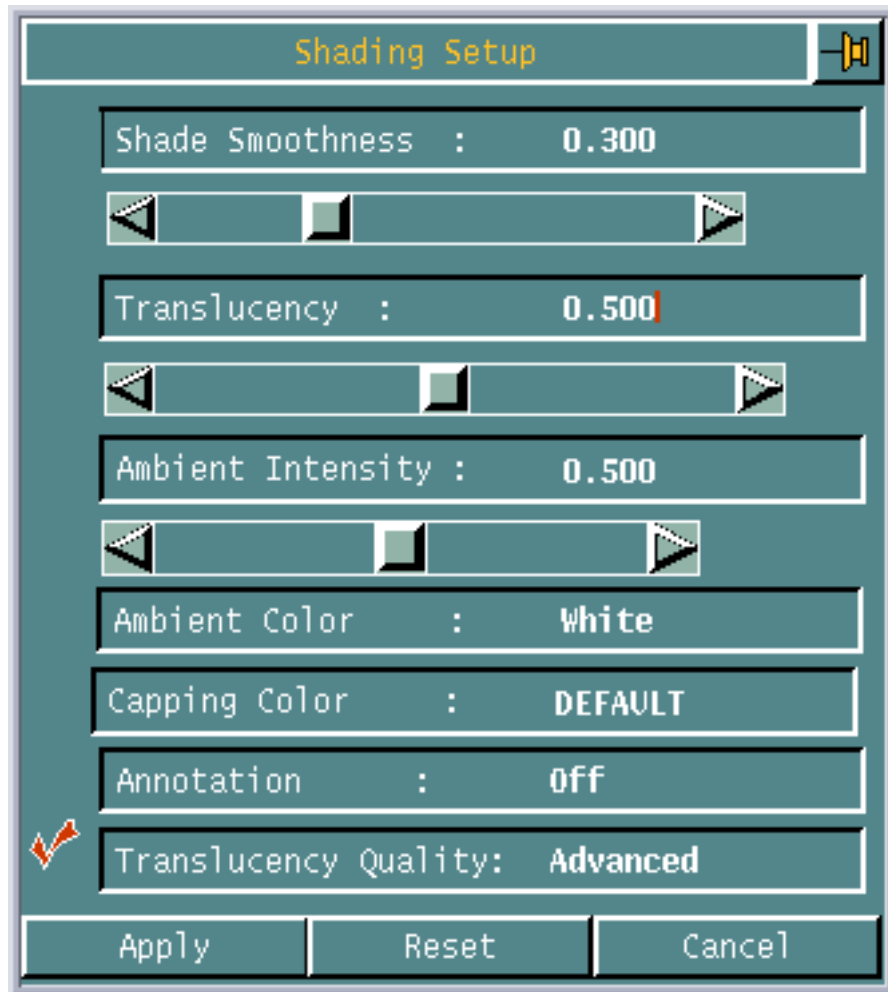 Shading Setup
Shade Smoothness : 0.300
Translucency : 0.500
Ambient Intensity : 0.500
Ambient Color : White
Capping Color : DEFAULT
Annotation : Off
Translucency Quality: Advanced
Apply Reset Cancel